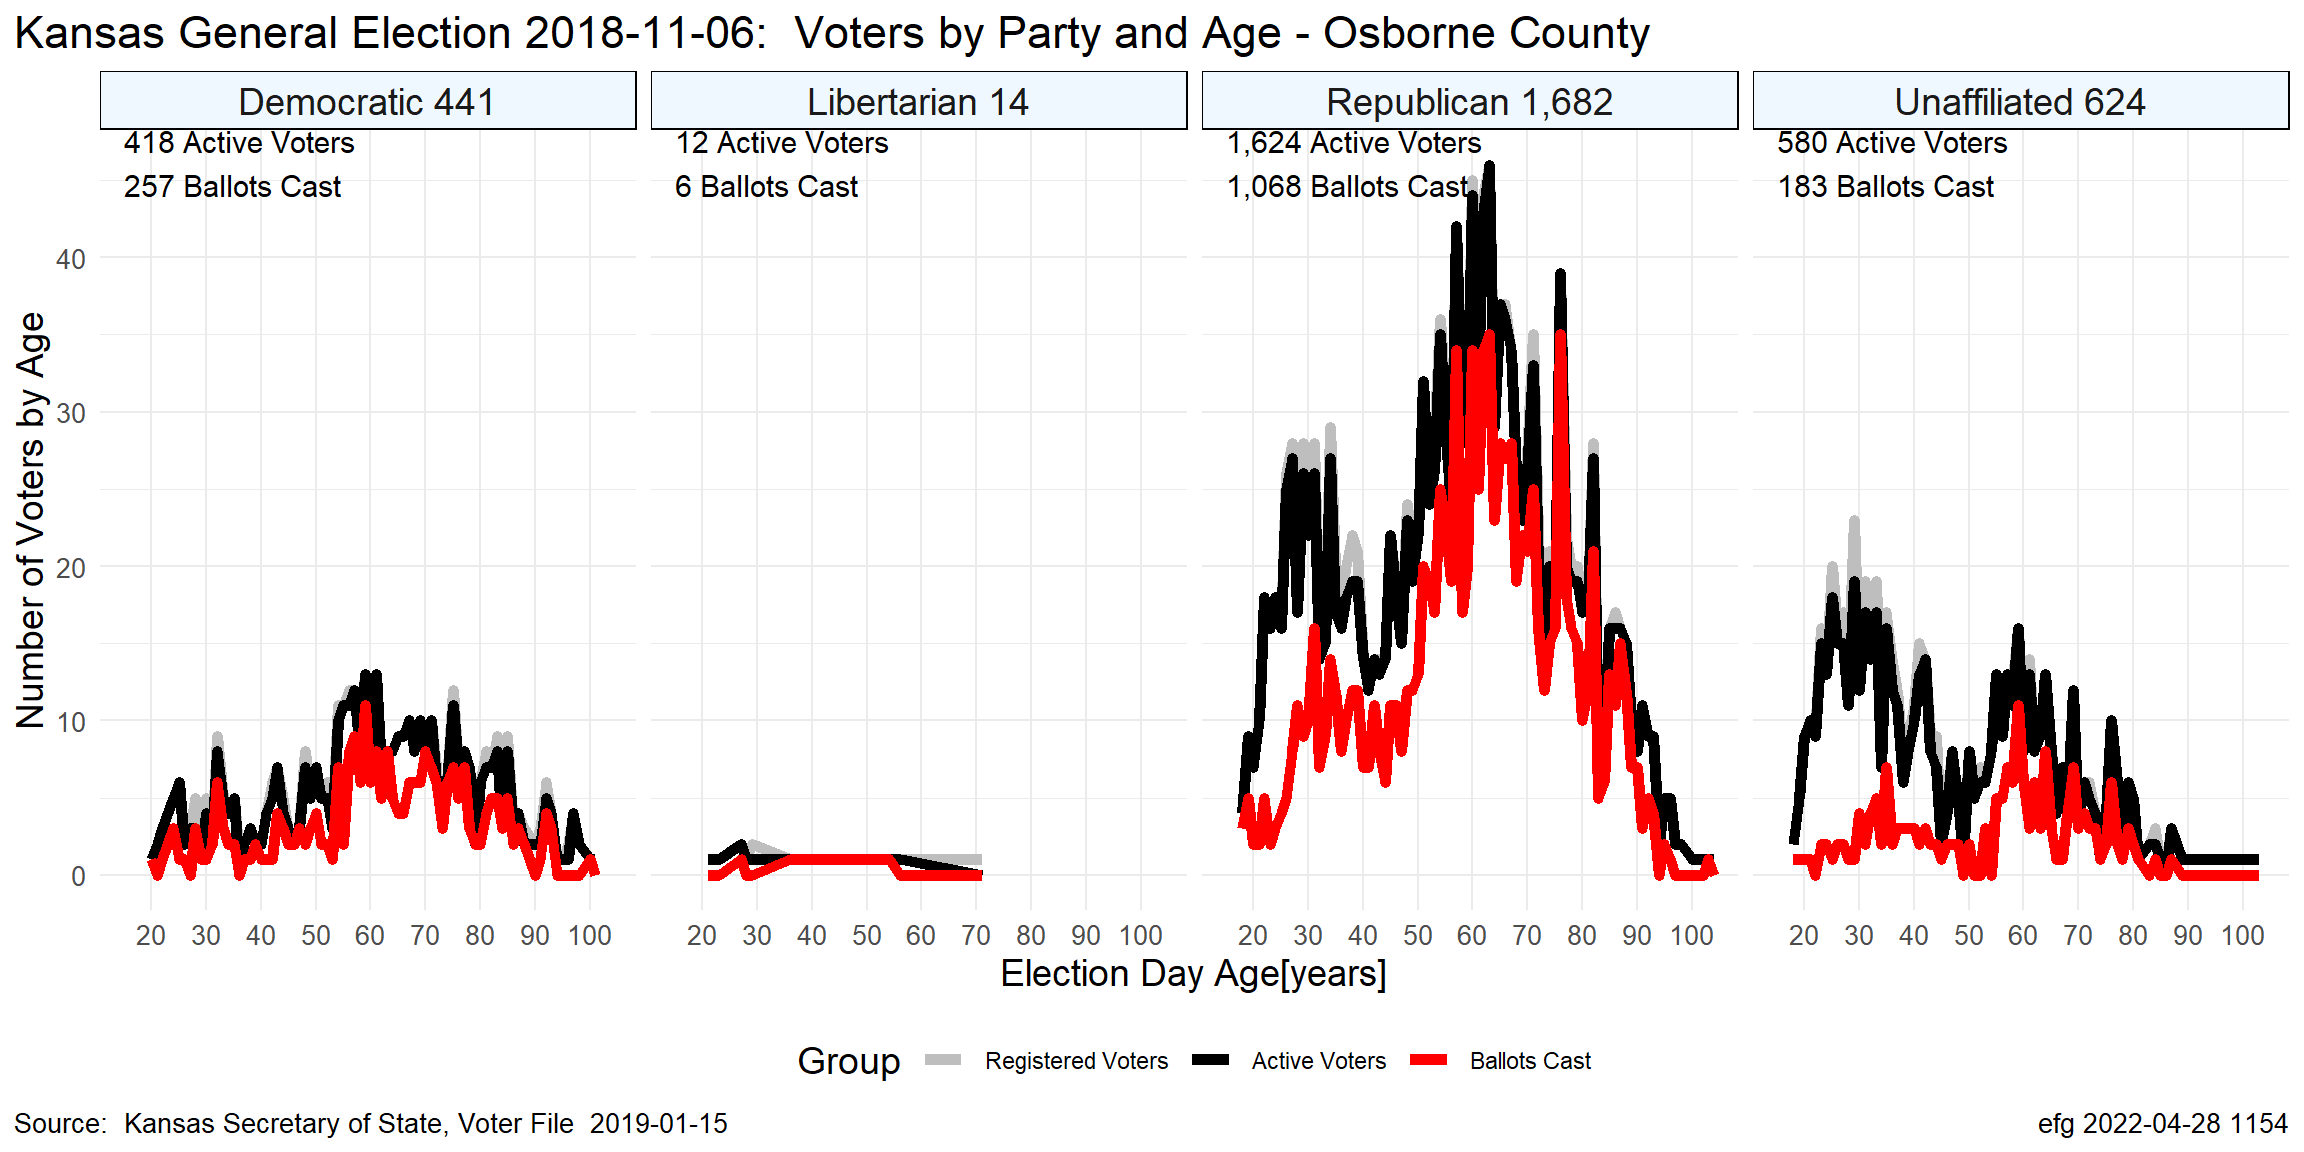 Kansas General Election 2018-11-06:  Voters by Party and Age - Osborne County
Democratic 441
Libertarian 14
Republican 1,682
Unaffiliated 624
418 Active Voters
257 Ballots Cast
12 Active Voters
6 Ballots Cast
1,624 Active Voters
1,068 Ballots Cast
580 Active Voters
183 Ballots Cast
Number of Voters by Age
40
30
20
10
0
20 30 40 50 60 70 80 90 100
20 30 40 50 60 70 80 90 100
20 30 40 50 60 70 80 90 100
20 30 40 50 60 70 80 90 100
Election Day Age[years]
Group Registered Voters Active Voters Ballots Cast
Source:  Kansas Secretary of State, Voter File  2019-01-15
efg 2022-04-28 1154